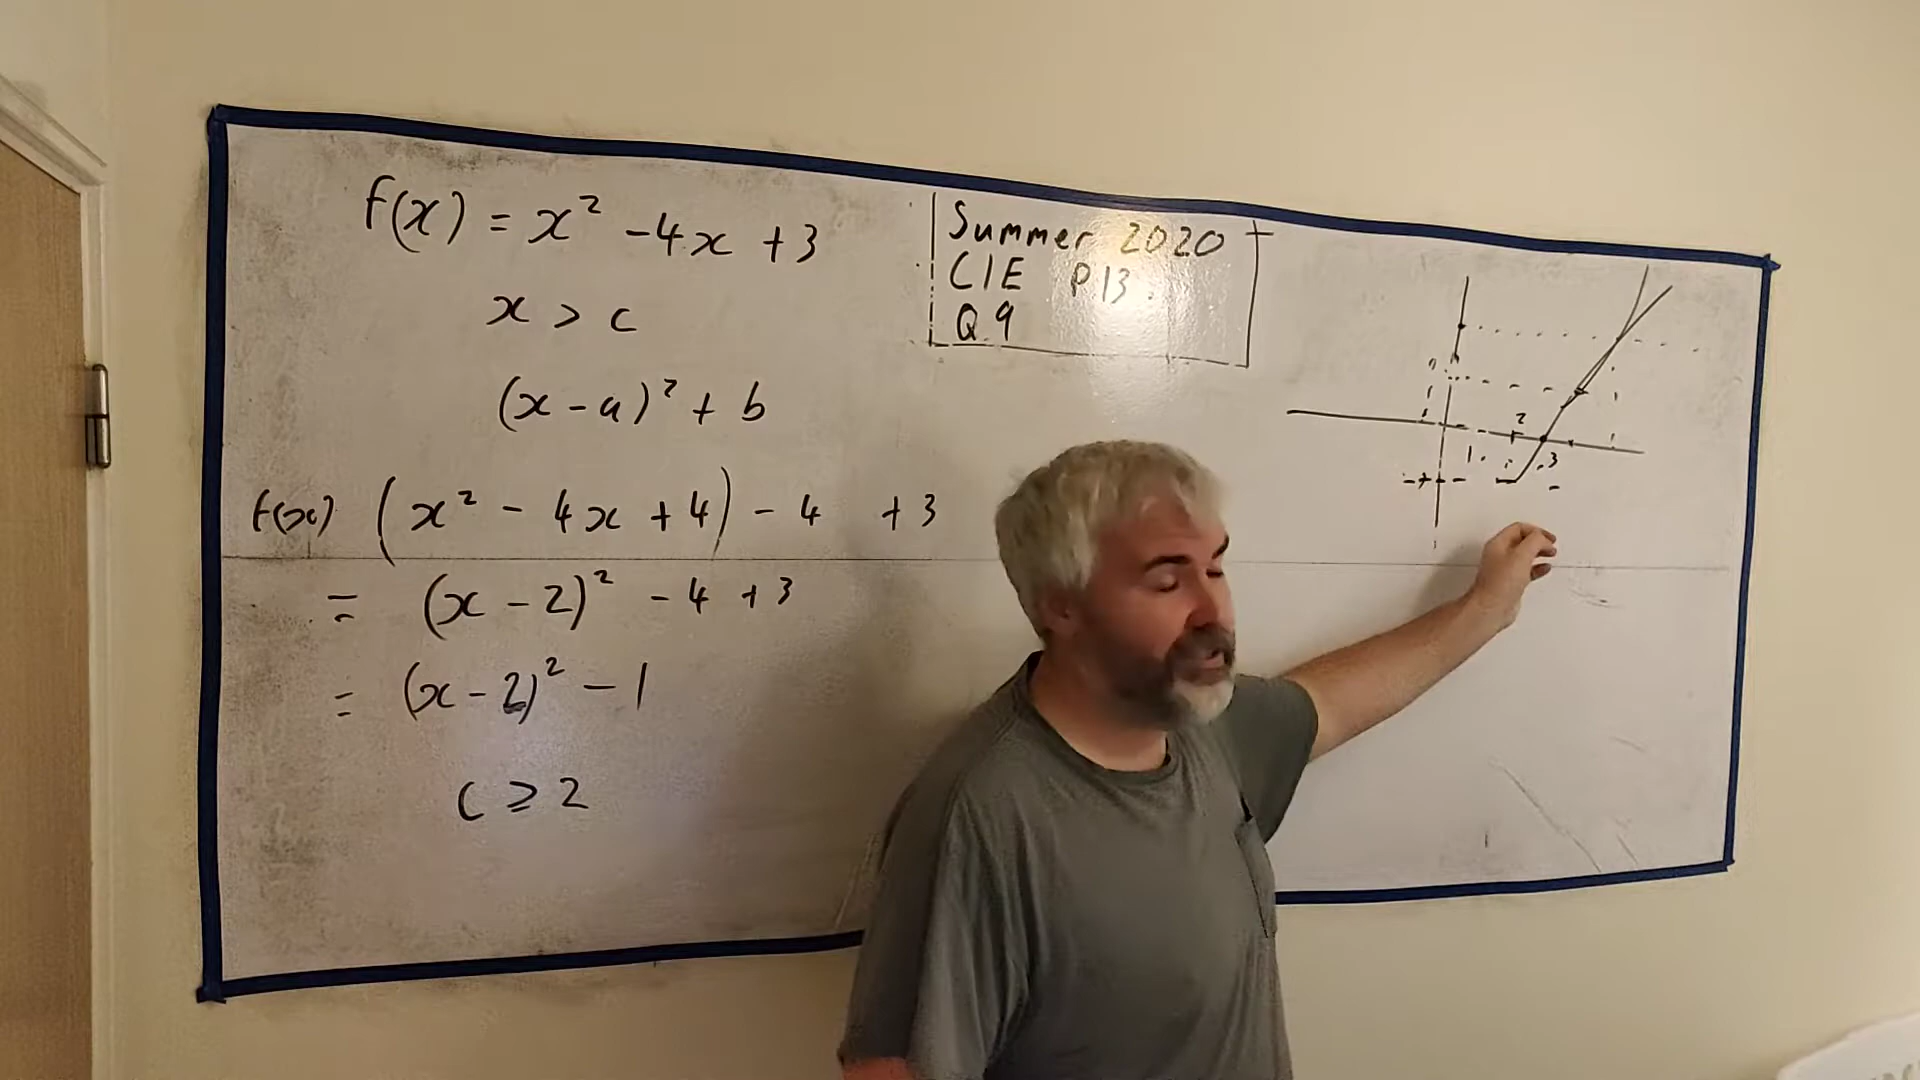 f(x) = x² - 4x + 3
x > c
(x - a)² + b
f(x) (x² - 4x + 4) - 4 + 3
= (x - 2)² - 4 + 3
= (x - 2)² - 1
c ⩾ 2
Summer 2020
CIE P13.
Q.9
2
1
3